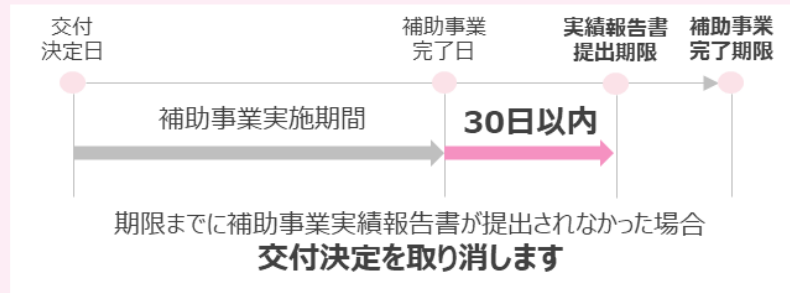 交付
決定日
補助事業
完了日
実績報告書
提出期限
補助事業
完了期限
補助事業実施期間
30日以内
期限までに補助事業実績報告書が提出されなかった場合
交付決定を取り消します